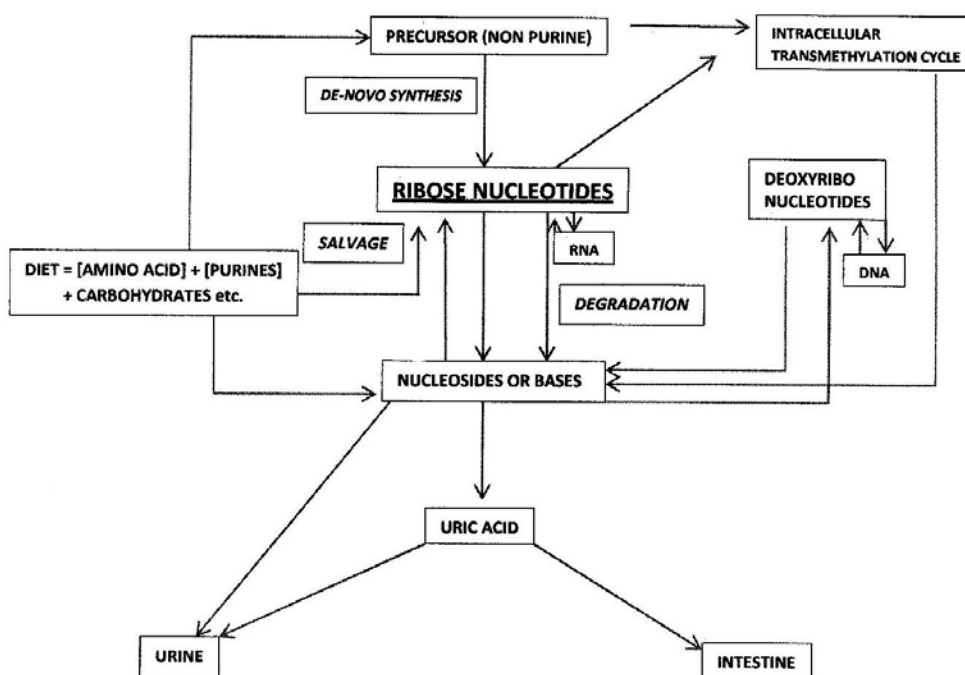 PRECURSOR (NON PURINE)
INTRACELLULAR
TRANSMETHYLATION CYCLE
DE-NOVO SYNTHESIS
RIBOSE NUCLEOTIDES
DEOXYRIBO
NUCLEOTIDES
SALVAGE
RNA
DNA
DIET = [AMINO ACID] + [PURINES]
+ CARBOHYDRATES etc.
DEGRADATION
NUCLEOSIDES OR BASES
URIC ACID
URINE
INTESTINE